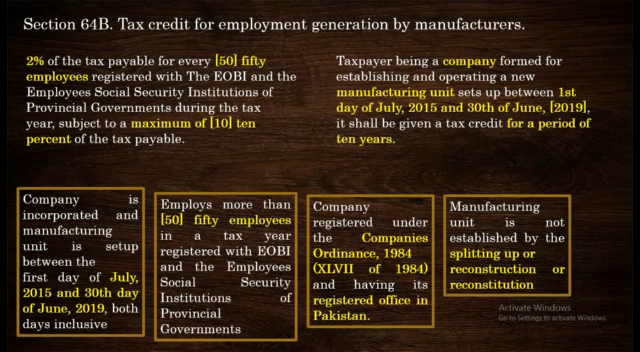 Section 64B. Tax credit for employment generation by manufacturers.
2% of the tax payable for every [50] fifty
employees registered with The EOBI and the
Employees Social Security Institutions of
Provincial Governments during the tax
year, subject to a maximum of [10] ten
percent of the tax payable.
Taxpayer being a company formed for
establishing and operating a new
manufacturing unit sets up between 1st
day of July, 2015 and 30th of June, [2019],
it shall be given a tax credit for a period of
ten years.
Company is
incorporated and
manufacturing
unit is setup
between the
first day of July,
2015 and 30th day
of June, 2019, both
days inclusive
Employs more than
[50] fifty employees
in a tax year
registered with EOBI
and the Employees
Social Security
Institutions of
Provincial
Governments
Company
registered under
the Companies
Ordinance, 1984
(XLVII of 1984)
and having its
registered office in
Pakistan.
Manufacturing
unit is not
established by the
splitting up or
reconstruction or
reconstitution
Activate Windows
Go to Settings to activate Windows.